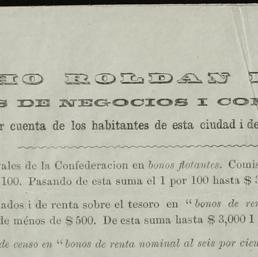 HO ROLDAN I
S DE NEGOCIOS I CON
r cuenta de los habitantes de esta ciudad i de
ales de la Confederacion en bonos flotantes. Comis
100. Pasando de esta suma el 1 por 100 hasta $
ados i de renta sobre el tesoro en "bonos de ren
de ménos de $ 500. De esta suma hasta $ 3,000 1
de censo en "bonos de renta nominal al seis por cien